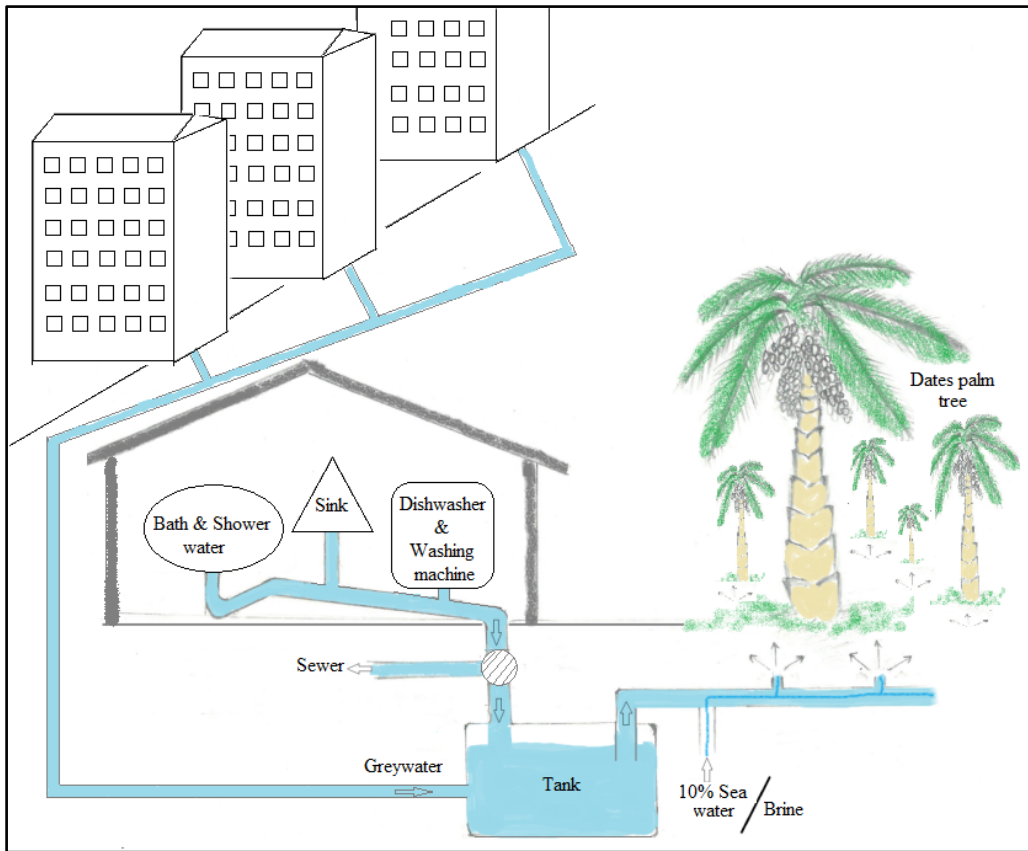 Dates palm
tree
Bath & Shower
water
Sink
Dishwasher
&
Washing
machine
Sewer
Greywater
Tank
10% Sea
water
/ Brine